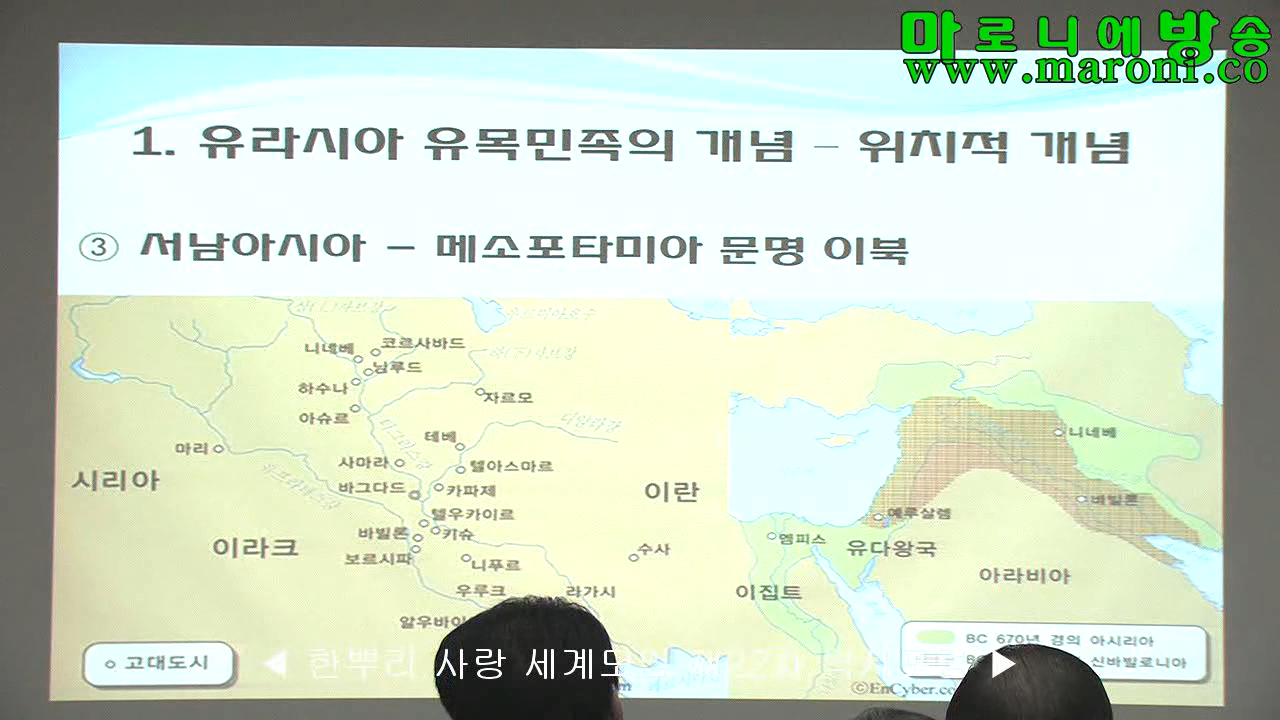 마로니에방송
www.maroni.co
1. 유라시아 유목민족의 개념 – 위치적 개념
③ 서남아시아 – 메소포타미아 문명 이북
니네베
코르사바드
님루드
하수나
자르모
아슈르
테베
마리
사마라
텔아스마르
시리아
바그다드
카파제
이란
텔우카이르
바빌론
키슈
이라크
보르시파
니푸르
수사
우루크
라가시
알우바이
고대도시
니네베
바빌론
예루살렘
멤피스
유다왕국
아라비아
이집트
BC 670년 경의 아시리아
신바빌로니아
©EnCyber.co
◀ 한뿌리 사랑 세계모임 ▶